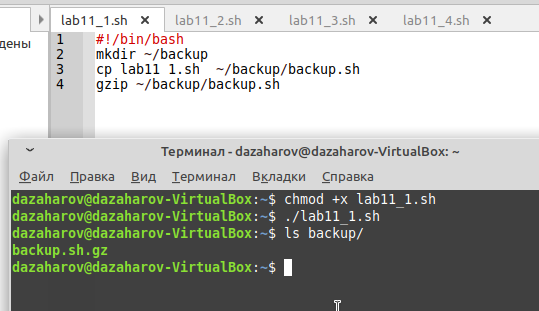 lab11_1.sh lab11_2.sh lab11_3.sh lab11_4.sh
дены
1 #!/bin/bash
2 mkdir ~/backup
3 cp lab11 1.sh  ~/backup/backup.sh
4 gzip ~/backup/backup.sh
Терминал - dazaharov@dazaharov-VirtualBox: ~
Файл Правка Вид Терминал Вкладки Справка
dazaharov@dazaharov-VirtualBox:~$ chmod +x lab11_1.sh
dazaharov@dazaharov-VirtualBox:~$ ./lab11_1.sh
dazaharov@dazaharov-VirtualBox:~$ ls backup/
backup.sh.gz
dazaharov@dazaharov-VirtualBox:~$